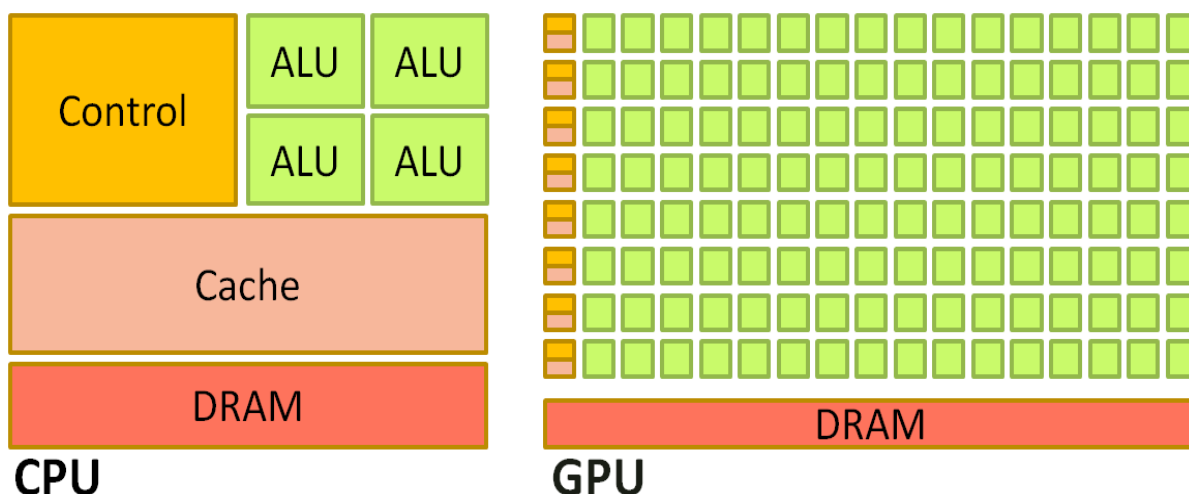 Control
ALU ALU
ALU ALU
Cache
DRAM
CPU
DRAM
GPU